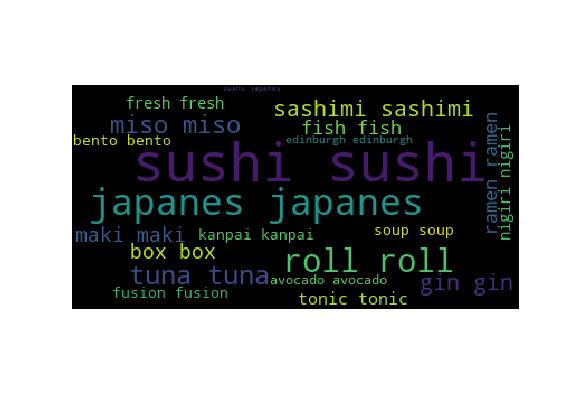 sushi japanes
fresh fresh
sashimi sashimi
miso miso
fish fish
bento bento
edinburgh edinburgh
ramen ramen
nigiri nigiri
sushi sushi
japanes japanes
maki maki
kanpai kanpai
soup soup
box box
roll roll
tuna tuna
avocado avocado
gin gin
fusion fusion
tonic tonic